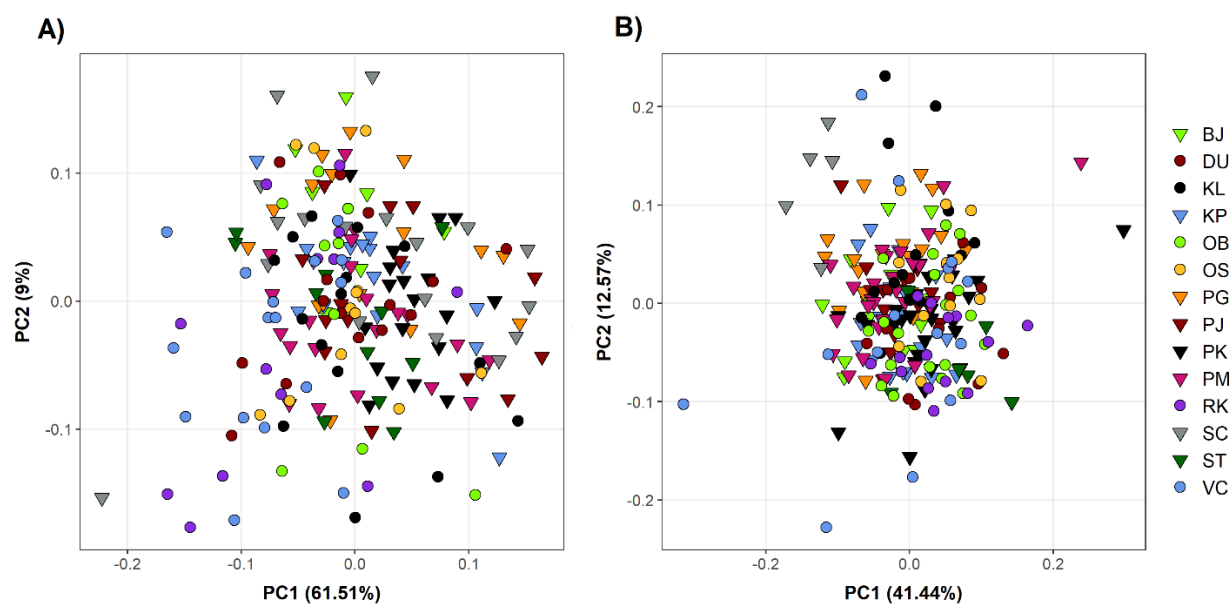 A)
0.1
0.0
-0.1
PC2 (9%)
-0.2
-0.1
0.0
0.1
PC1 (61.51%)
B)
0.2
0.1
0.0
-0.1
-0.2
PC2 (12.57%)
-0.2
0.0
0.2
PC1 (41.44%)
BJ
DU
KL
KP
OB
OS
PG
PJ
PK
PM
RK
SC
ST
VC